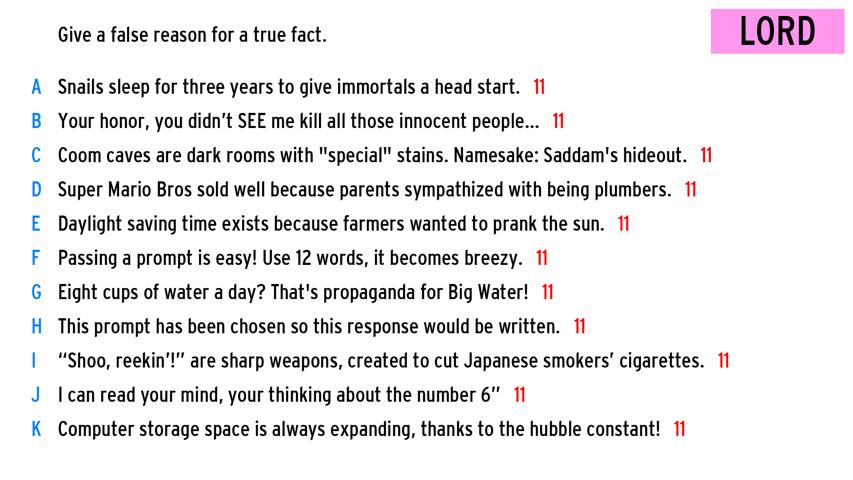 Give a false reason for a true fact.
LORD
A Snails sleep for three years to give immortals a head start. 11
B Your honor, you didn't SEE me kill all those innocent people... 11
C Coom caves are dark rooms with "special" stains. Namesake: Saddam's hideout. 11
D Super Mario Bros sold well because parents sympathized with being plumbers. 11
E Daylight saving time exists because farmers wanted to prank the sun. 11
F Passing a prompt is easy! Use 12 words, it becomes breezy. 11
G Eight cups of water a day? That's propaganda for Big Water! 11
H This prompt has been chosen so this response would be written. 11
I “Shoo, reekin’!” are sharp weapons, created to cut Japanese smokers’ cigarettes. 11
J I can read your mind, your thinking about the number 6” 11
K Computer storage space is always expanding, thanks to the hubble constant! 11